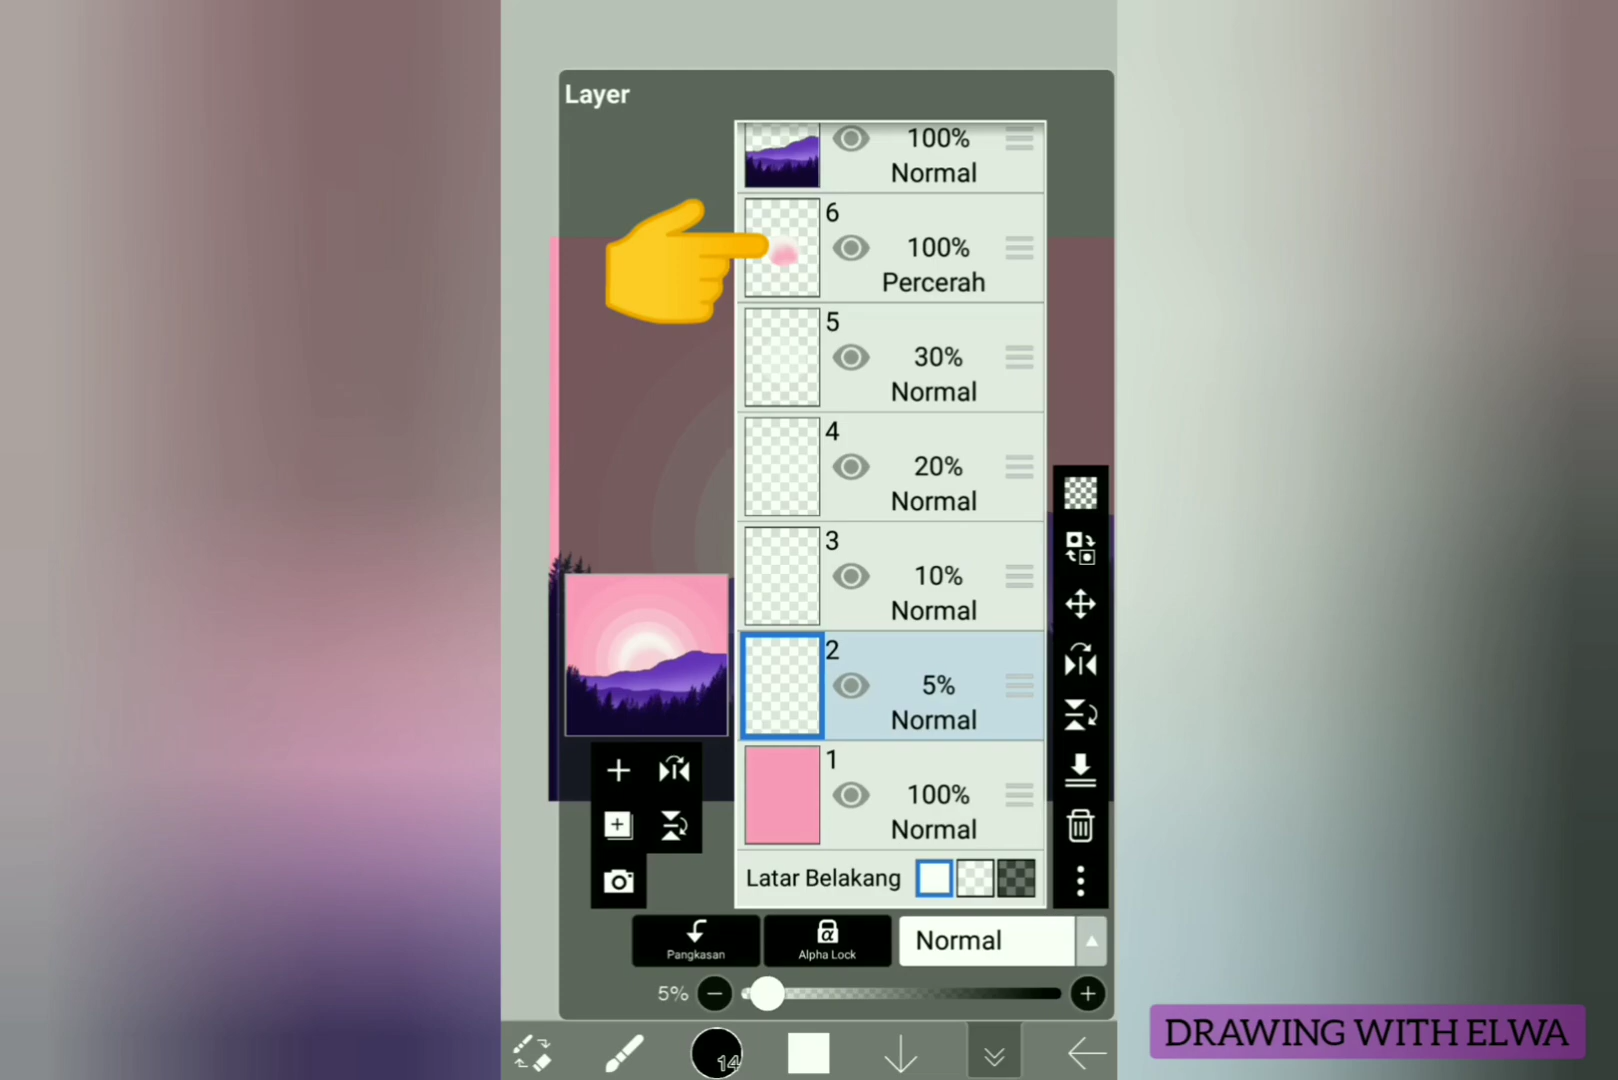 Layer
100%
Normal
6
100%
Percerah
5
30%
Normal
4
20%
Normal
3
10%
Normal
2
5%
Normal
1
100%
Normal
Latar Belakang
Pangkasan
α
Alpha Lock
Normal
5%
14
DRAWING WITH ELWA